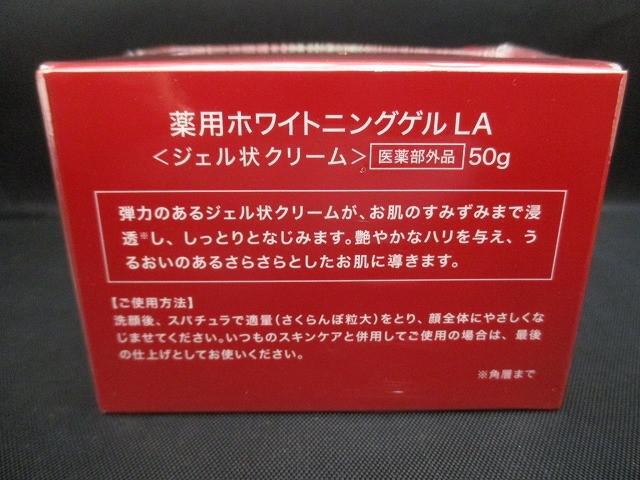 薬用ホワイトニングゲル LA
＜ジェル状クリーム＞ 医薬部外品 50g
弾力のあるジェル状クリームが、お肌のすみずみまで浸
透※し、しっとりとなじみます。艶やかなハリを与え、う
るおいのあるさらさらとしたお肌に導きます。
【ご使用方法】
洗顔後、スパチュラで適量(さくらんぼ粒大)をとり、顔全体にやさしくな
じませてください。いつものスキンケアと併用してご使用の場合は、最後
の仕上げとしてお使いください。
※角層まで